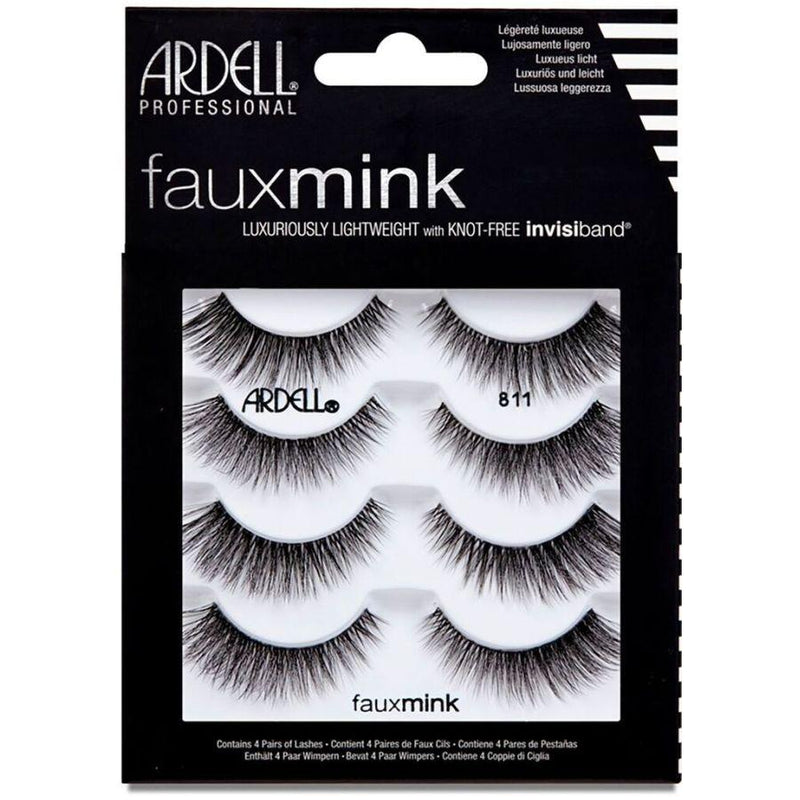 ARDELL®
PROFESSIONAL
Légèreté luxueuse
Lujosamente ligero
Luxueus licht
Luxuriös und leicht
Lussuosa leggerezza
fauxmink
LUXURIOUSLY LIGHTWEIGHT with KNOT-FREE invisiband®
ARDELL
811
fauxmink
Contains 4 Pairs of Lashes • Contient 4 Paires de Faux Cils • Contiene 4 Pares de Pestañas
Enthält 4 Paar Wimpern • Bevat 4 Paar Wimpers • Contiene 4 Coppie di Ciglia